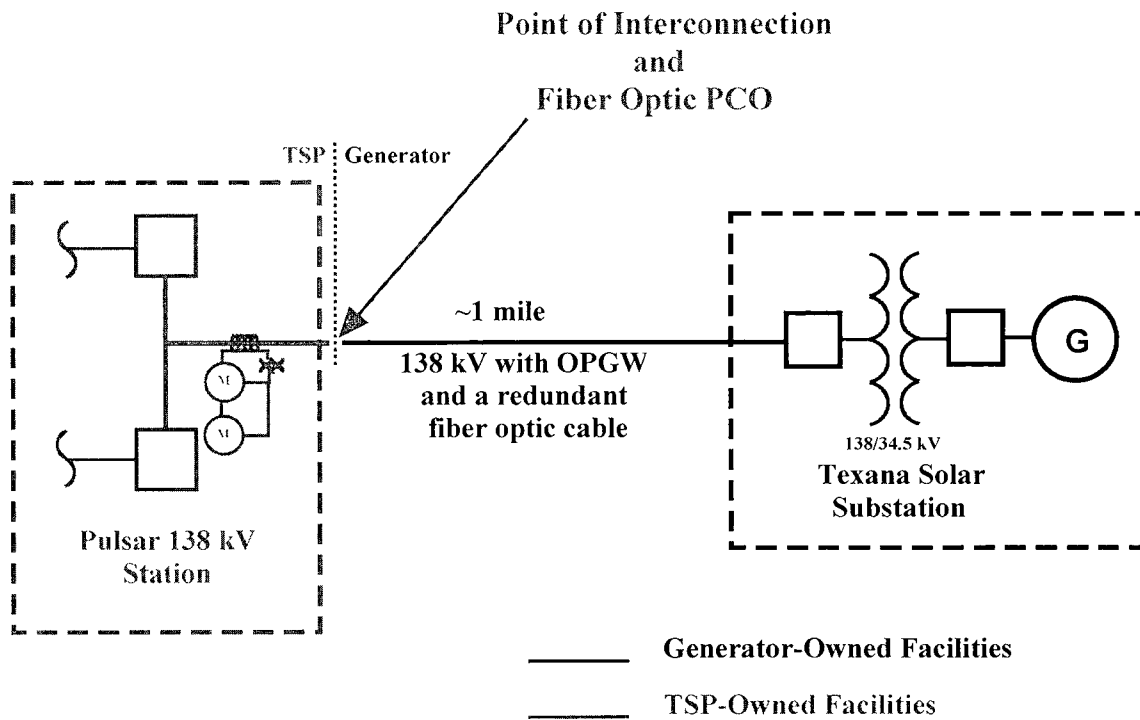 Point of Interconnection
and
Fiber Optic PCO
TSP Generator
~1 mile
138 kV with OPGW
and a redundant
fiber optic cable
M
M
G
138/34.5 kV
Texana Solar
Substation
Pulsar 138 kV
Station
Generator-Owned Facilities
TSP-Owned Facilities